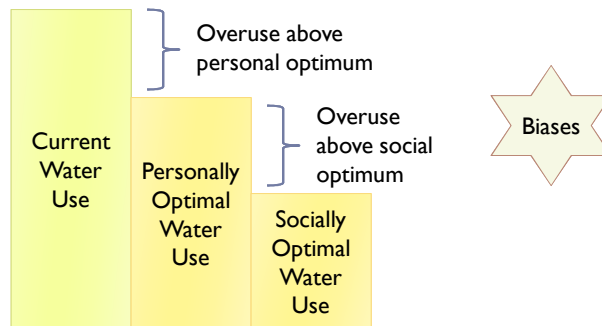 Overuse above
personal optimum
Overuse
above social
optimum
Biases
Current
Water
Use
Personally
Optimal
Water
Use
Socially
Optimal
Water
Use